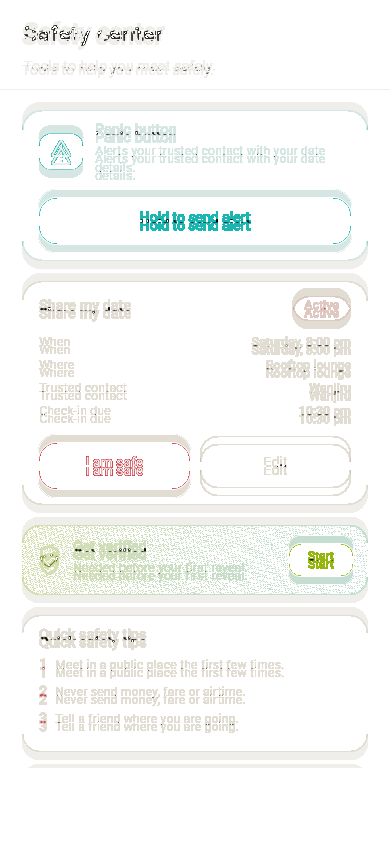 Safety center
Tools to help you meet safely.
Panic button
Alerts your trusted contact with your date
details.
Hold to send alert
Share my date
Active
When
Saturday, 8:00 pm
Where
Rooftop lounge
Trusted contact
Wanjiru
Check-in due
10:30 pm
I am safe
Edit
Get verified
Needed before your first reveal.
Start
Quick safety tips
1 Meet in a public place the first few times.
2 Never send money, fare or airtime.
3 Tell a friend where you are going.